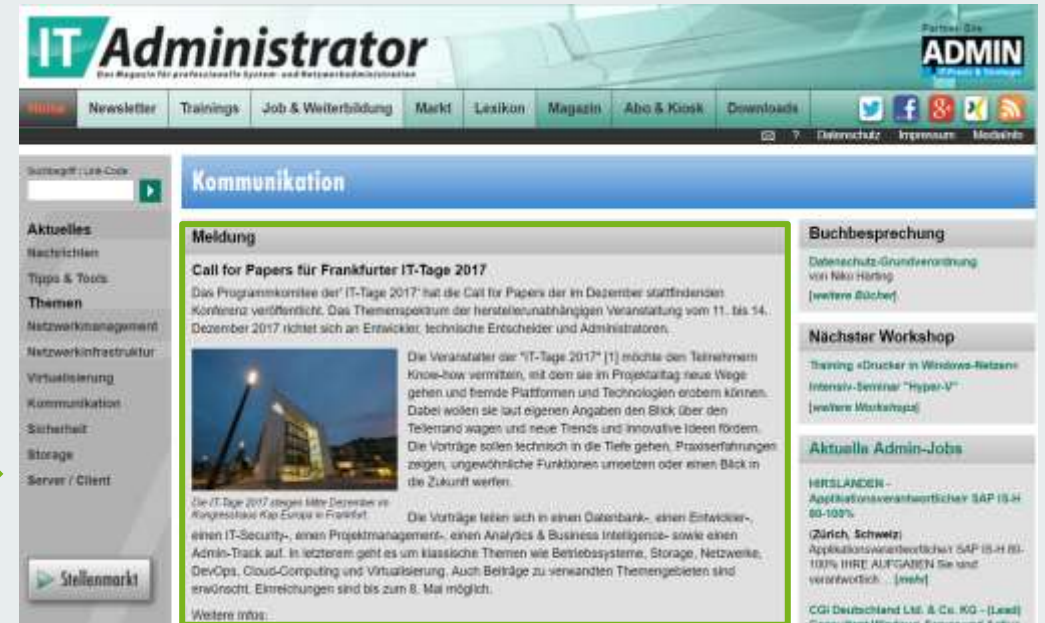 IT Administrator
Das Magazin für professionelle System- und Netzwerkadministration
Partner-Site
ADMIN
Home Newsletter Trainings Job & Weiterbildung Markt Lexikon Magazin Abo & Kiosk Downloads
? Datenschutz Impressum Mediainfo
Suchbegriff / Link-Code
Kommunikation
Aktuelles
Nachrichten
Tipps & Tools
Themen
Netzwerkmanagement
Netzwerkinfrastruktur
Virtualisierung
Kommunikation
Sicherheit
Storage
Server / Client
Stellenmarkt
Meldung
Call for Papers für Frankfurter IT-Tage 2017
Das Programmkomitee der" IT-Tage 2017" hat die Call for Papers der im Dezember stattfindenden
Konferenz veröffentlicht. Das Themenspektrum der herstellerunabhängigen Veranstaltung vom 11. bis 14.
Dezember 2017 richtet sich an Entwickler, technische Entscheider und Administratoren.
Die Veranstalter der "IT-Tage 2017" [1] möchte den Teilnehmern
Know-how vermitteln, mit dem sie im Projektalltag neue Wege
gehen und fremde Plattformen und Technologien erobern können.
Dabei wollen sie laut eigenen Angaben den Blick über den
Tellerrand wagen und neue Trends und innovative Ideen fördern.
Die Vorträge sollen technisch in die Tiefe gehen, Praxiserfahrungen
zeigen, ungewöhnliche Funktionen umsetzen oder einen Blick in
die Zukunft werfen.
Die IT-Tage 2017 steigen Mitte Dezember im
Kongresshaus Kap Europa in Frankfurt.
Die Vorträge teilen sich in einen Datenbank-, einen Entwickler-,
einen IT-Security-, einen Projektmanagement-, einen Analytics & Business Intelligence- sowie einen
Admin-Track auf. In letzterem geht es um klassische Themen wie Betriebssysteme, Storage, Netzwerke,
DevOps, Cloud-Computing und Virtualisierung. Auch Beiträge zu verwandten Themengebieten sind
erwünscht. Einreichungen sind bis zum 8. Mai möglich.
Weitere Infos:
Buchbesprechung
Datenschutz-Grundverordnung
von Niko Härting
[weitere Bücher]
Nächster Workshop
Training «Drucker in Windows-Netzen»
Intensiv-Seminar "Hyper-V"
[weitere Workshops]
Aktuelle Admin-Jobs
HIRSLANDEN -
Applikationsverantwortliche/r SAP IS-H
80-100%
(Zürich, Schweiz)
Applikationsverantwortliche/r SAP IS-H 80-
100% IHRE AUFGABEN Sie sind
verantwortlich ... [mehr]
CGI Deutschland Ltd. & Co. KG - (Lead)